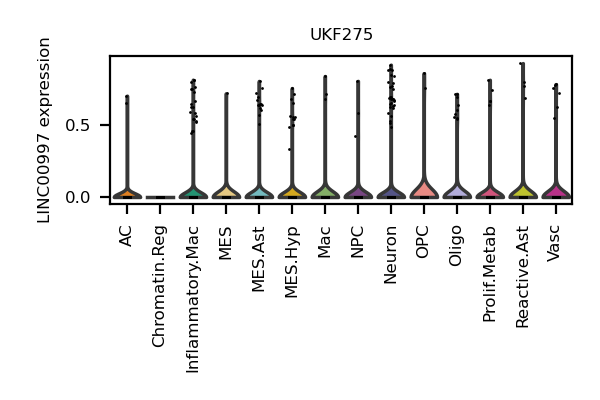 UKF275
LINC00997 expression
0.5
0.0
AC
Chromatin.Reg
Inflammatory.Mac
MES
MES.Ast
MES.Hyp
Mac
NPC
Neuron
OPC
Oligo
Prolif.Metab
Reactive.Ast
Vasc